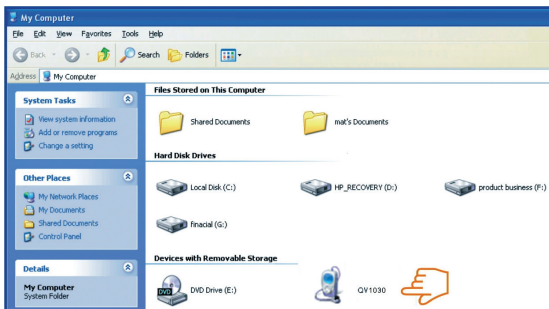 My Computer
File Edit View Favorites Tools Help
Back Search Folders
Address My Computer
System Tasks
View system information
Add or remove programs
Change a setting
Other Places
My Network Places
My Documents
Shared Documents
Control Panel
Details
My Computer
System Folder
Files Stored on This Computer
Shared Documents mat's Documents
Hard Disk Drives
Local Disk (C:) HP_RECOVERY (D:) product business (F:)
finacial (G:)
Devices with Removable Storage
DVD DVD Drive (E:) QV1030